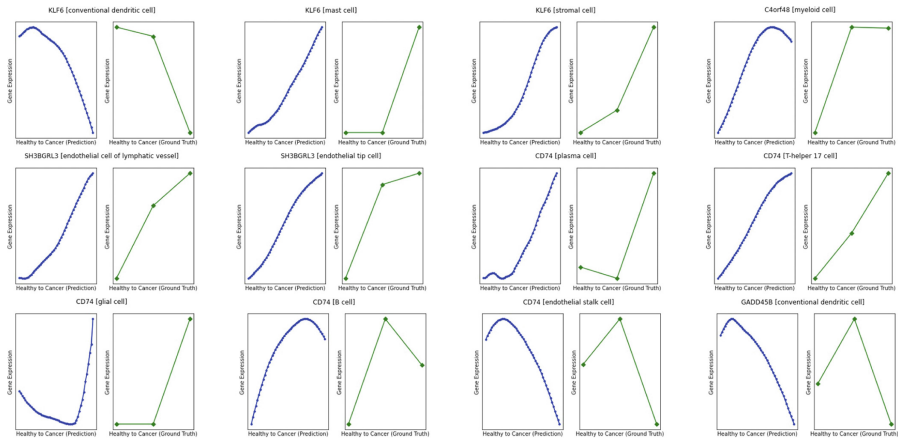 KLF6 [conventional dendritic cell]
KLF6 [mast cell]
KLF6 [stromal cell]
C4orf48 [myeloid cell]
Gene Expression
Gene Expression
Gene Expression
Gene Expression
Gene Expression
Gene Expression
Gene Expression
Gene Expression
Healthy to Cancer (Prediction)
Healthy to Cancer (Ground Truth)
Healthy to Cancer (Prediction)
Healthy to Cancer (Ground Truth)
Healthy to Cancer (Prediction)
Healthy to Cancer (Ground Truth)
Healthy to Cancer (Prediction)
Healthy to Cancer (Ground Truth)
SH3BGRL3 [endothelial cell of lymphatic vessel]
SH3BGRL3 [endothelial tip cell]
CD74 [plasma cell]
CD74 [T-helper 17 cell]
Gene Expression
Gene Expression
Gene Expression
Gene Expression
Gene Expression
Gene Expression
Gene Expression
Gene Expression
Healthy to Cancer (Prediction)
Healthy to Cancer (Ground Truth)
Healthy to Cancer (Prediction)
Healthy to Cancer (Ground Truth)
Healthy to Cancer (Prediction)
Healthy to Cancer (Ground Truth)
Healthy to Cancer (Prediction)
Healthy to Cancer (Ground Truth)
CD74 [glial cell]
CD74 [B cell]
CD74 [endothelial stalk cell]
GADD45B [conventional dendritic cell]
Gene Expression
Gene Expression
Gene Expression
Gene Expression
Gene Expression
Gene Expression
Gene Expression
Gene Expression
Healthy to Cancer (Prediction)
Healthy to Cancer (Ground Truth)
Healthy to Cancer (Prediction)
Healthy to Cancer (Ground Truth)
Healthy to Cancer (Prediction)
Healthy to Cancer (Ground Truth)
Healthy to Cancer (Prediction)
Healthy to Cancer (Ground Truth)